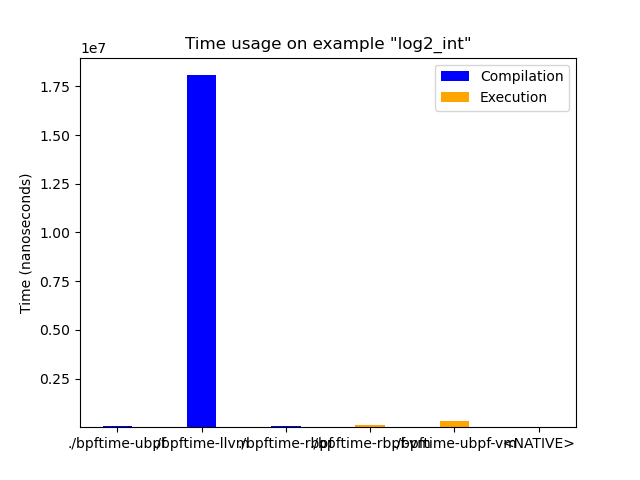 Time usage on example "log2_int"
1e7
Compilation
Execution
1.75
1.50
1.25
1.00
0.75
0.50
0.25
Time (nanoseconds)
./bpftime-ubpf
./bpftime-llvm
./bpftime-rbpf
./bpftime-rbpf-vm
./bpftime-ubpf-vm
<NATIVE>